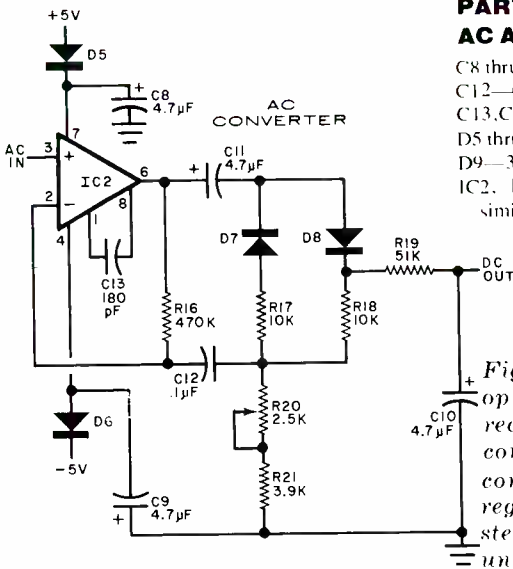 +5V
D5
+
C8
4.7µF
AC
CONVERTER
AC
IN
3
+
7
IC2
6
2
–
4
1
8
C13
180
pF
+
C11
4.7µF
D7
D8
R19
51K
DC
OUT
R16
470K
R17
10K
R18
10K
C12
.1µF
R20
2.5K
R21
3.9K
+
C10
4.7µF
D6
–5V
C9
+
4.7µF
PART
AC A
C8 thru
C12—
C13,C
D5 thru
D9—3
IC2,
simi
Fig
op
rec
con
con
reg
ste
un